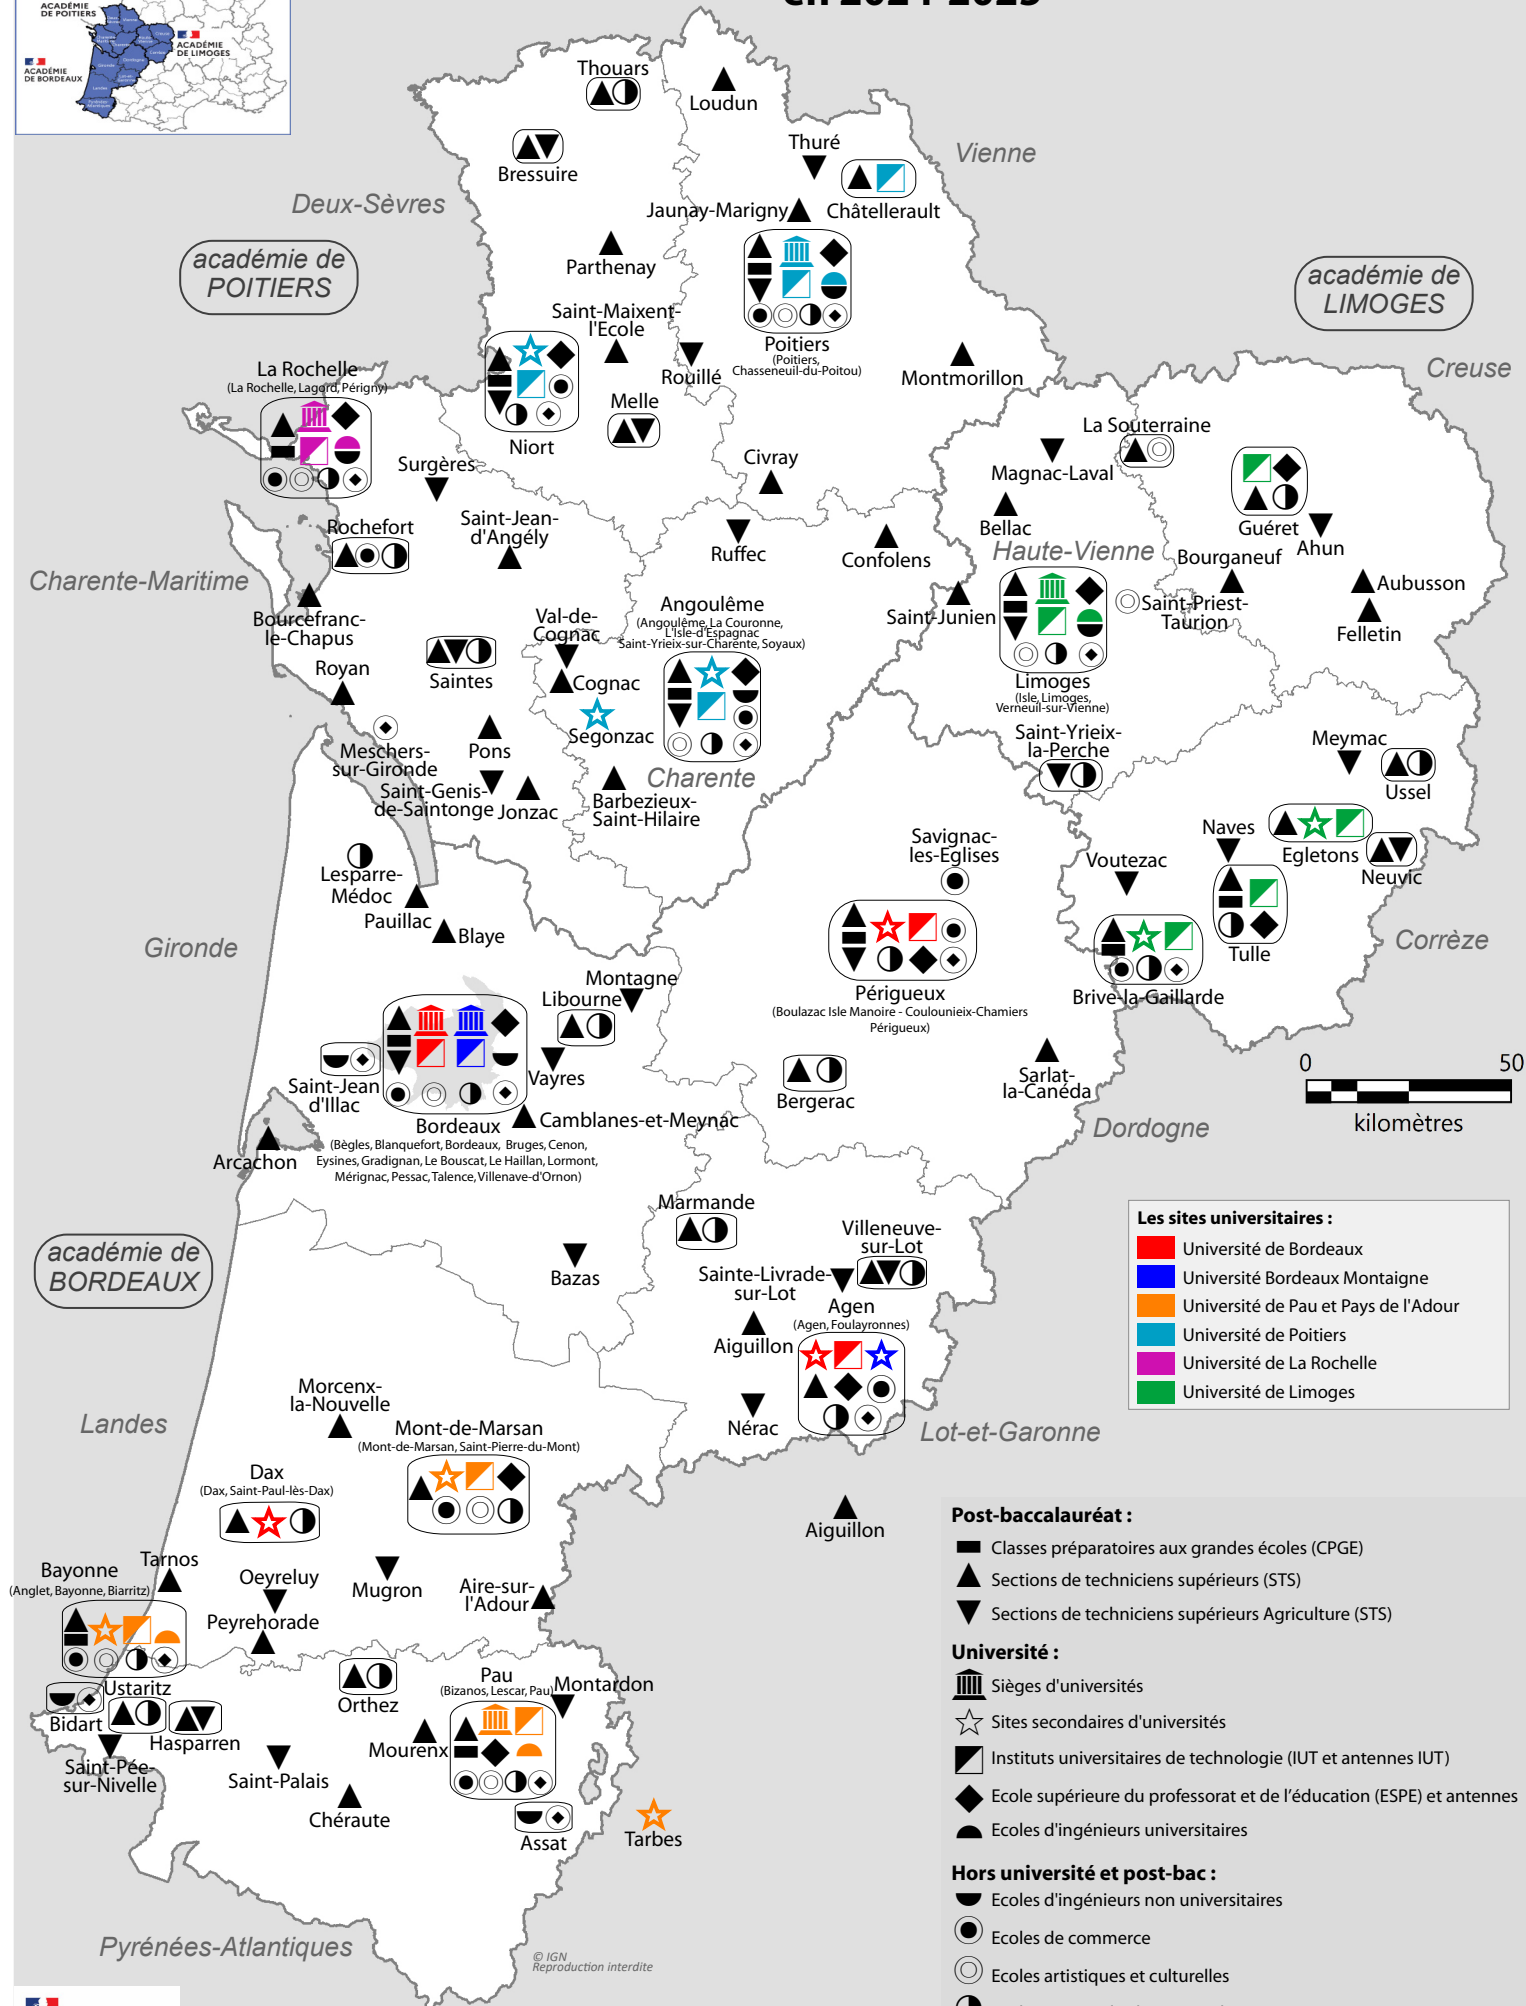 ACADÉMIE
DE POITIERS
ACADÉMIE
DE LIMOGES
ACADÉMIE
DE BORDEAUX
Thouars
Loudun
Bressuire
Thuré
Vienne
Châtellerault
Deux-Sèvres
Jaunay-Marigny
académie de
POITIERS
Parthenay
académie de
LIMOGES
Saint-Maixent-
l'Ecole
Poitiers
(Poitiers,
Chasseneuil-du-Poitou)
La Rochelle
(La Rochelle, Lagord, Périgny)
Rouillé
Montmorillon
Creuse
Melle
Niort
La Souterraine
Surgères
Civray
Magnac-Laval
Guéret
Ahun
Rochefort
Saint-Jean-
d'Angély
Bellac
Ruffec
Confolens
Haute-Vienne
Bourganeuf
Charente-Maritime
Aubusson
Bourcefranc-
le-Chapus
Val-de-
Cognac
Angoulême
(Angoulême, La Couronne,
L'Isle-d'Espagnac
Saint-Yrieix-sur-Charente, Soyaux)
Saint-Junien
Saint-Priest-
Taurion
Felletin
Royan
Saintes
Cognac
Limoges
(Isle, Limoges,
Verneuil-sur-Vienne)
Segonzac
Meschers-
sur-Gironde
Pons
Saint-Yrieix-
la-Perche
Meymac
Charente
Saint-Genis-
de-Saintonge
Jonzac
Barbezieux-
Saint-Hilaire
Ussel
Savignac-
les-Eglises
Naves
Egletons
Voutezac
Neuvic
Lesparre-
Médoc
Pauillac
Blaye
Gironde
Corrèze
Tulle
Montagne
Libourne
Périgueux
(Boulazac Isle Manoire - Coulounieix-Chamiers
Périgueux)
Brive-la-Gaillarde
Vayres
Saint-Jean
d'Illac
Sarlat-
la-Canéda
Bergerac
0
50
kilomètres
Bordeaux
(Bègles, Blanquefort, Bordeaux, Bruges, Cenon,
Eysines, Gradignan, Le Bouscat, Le Haillan, Lormont,
Mérignac, Pessac, Talence, Villenave-d'Ornon)
Camblanes-et-Meynac
Dordogne
Arcachon
Marmande
Villeneuve-
sur-Lot
académie de
BORDEAUX
Bazas
Sainte-Livrade-
sur-Lot
Agen
(Agen, Foulayronnes)
Aiguillon
Les sites universitaires :
Université de Bordeaux
Université Bordeaux Montaigne
Université de Pau et Pays de l'Adour
Université de Poitiers
Université de La Rochelle
Université de Limoges
Morcenx-
la-Nouvelle
Landes
Mont-de-Marsan
(Mont-de-Marsan, Saint-Pierre-du-Mont)
Nérac
Lot-et-Garonne
Dax
(Dax, Saint-Paul-lès-Dax)
Aiguillon
Bayonne
(Anglet, Bayonne, Biarritz)
Tarnos
Oeyreluy
Mugron
Aire-sur-
l'Adour
Peyrehorade
Ustaritz
Bidart
Hasparren
Orthez
Pau
(Bizanos, Lescar, Pau)
Montardon
Saint-Pée-
sur-Nivelle
Saint-Palais
Mourenx
Chéraute
Assat
Tarbes
Pyrénées-Atlantiques
© IGN
Reproduction interdite
Post-baccalauréat :
Classes préparatoires aux grandes écoles (CPGE)
Sections de techniciens supérieurs (STS)
Sections de techniciens supérieurs Agriculture (STS)
Université :
Sièges d'universités
Sites secondaires d'universités
Instituts universitaires de technologie (IUT et antennes IUT)
Ecole supérieure du professorat et de l'éducation (ESPE) et antennes
Ecoles d'ingénieurs universitaires
Hors université et post-bac :
Ecoles d'ingénieurs non universitaires
Ecoles de commerce
Ecoles artistiques et culturelles